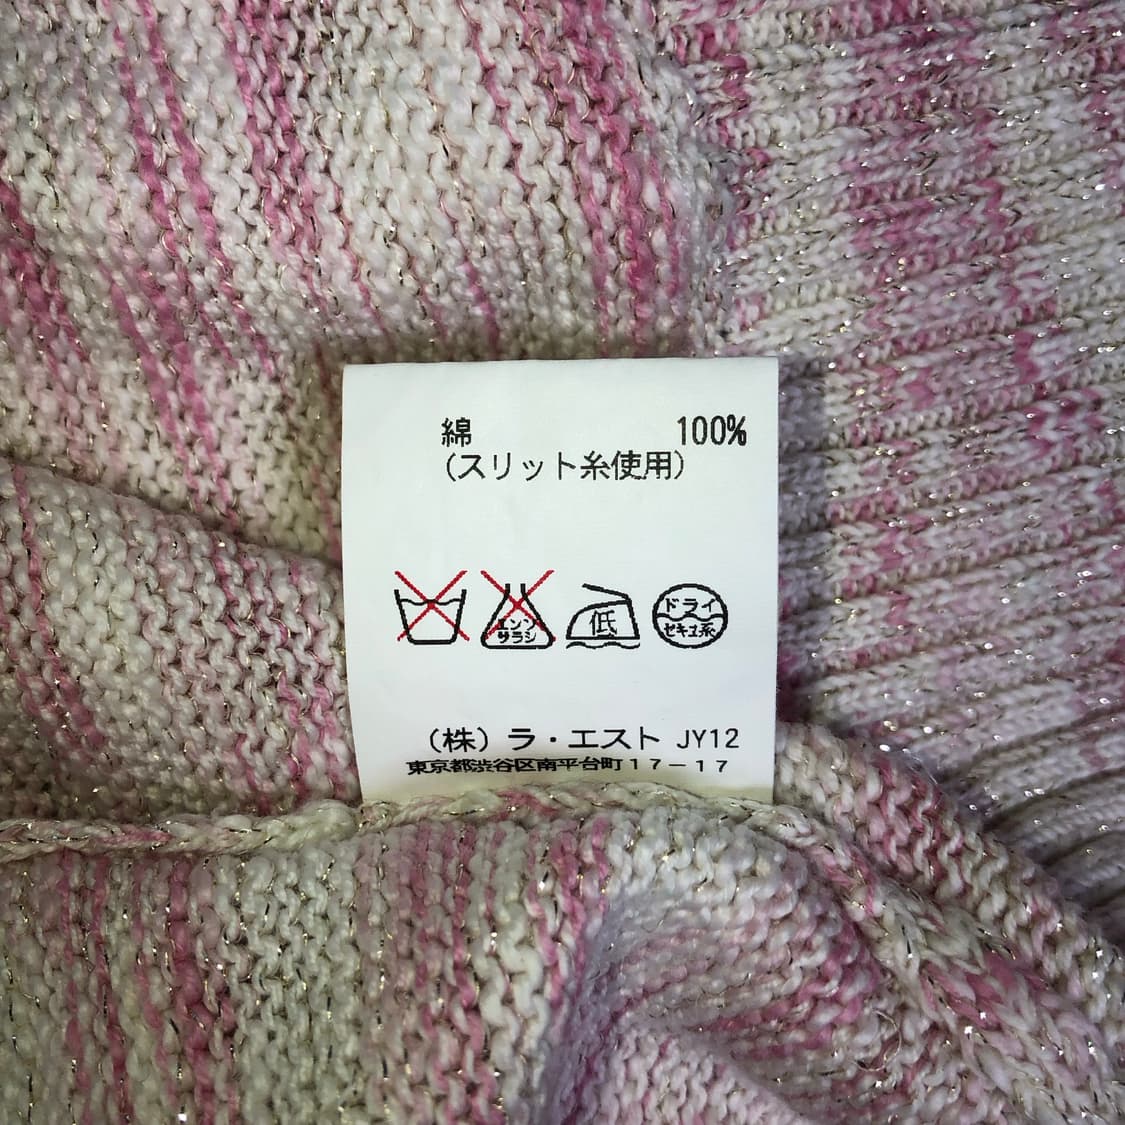 綿 100%
(スリット糸使用)
エンソ
サラシ
低
ドライ
セキユ系
(株)ラ・エスト JY12
東京都渋谷区南平台町17-17